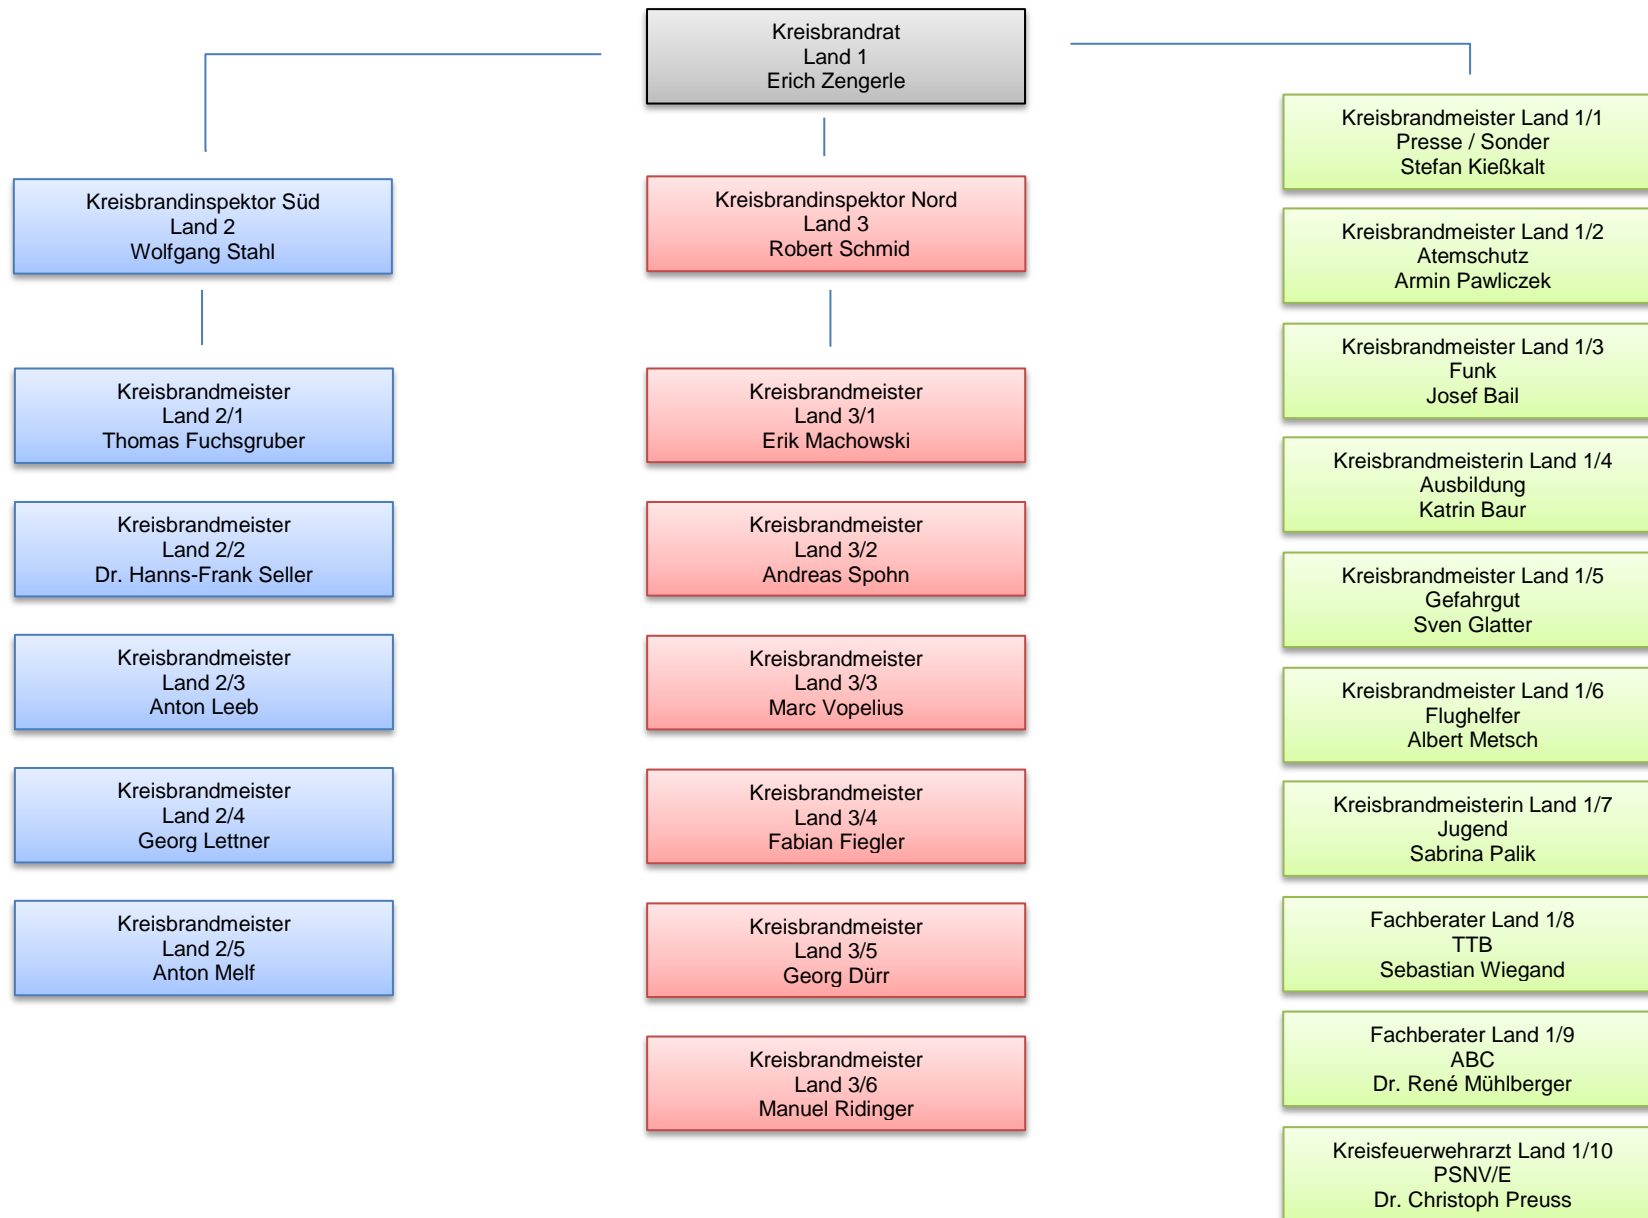 Kreisbrandrat
Land 1
Erich Zengerle
Kreisbrandinspektor Süd
Land 2
Wolfgang Stahl
Kreisbrandmeister
Land 2/1
Thomas Fuchsgruber
Kreisbrandmeister
Land 2/2
Dr. Hanns-Frank Seller
Kreisbrandmeister
Land 2/3
Anton Leeb
Kreisbrandmeister
Land 2/4
Georg Lettner
Kreisbrandmeister
Land 2/5
Anton Melf
Kreisbrandinspektor Nord
Land 3
Robert Schmid
Kreisbrandmeister
Land 3/1
Erik Machowski
Kreisbrandmeister
Land 3/2
Andreas Spohn
Kreisbrandmeister
Land 3/3
Marc Vopelius
Kreisbrandmeister
Land 3/4
Fabian Fiegler
Kreisbrandmeister
Land 3/5
Georg Dürr
Kreisbrandmeister
Land 3/6
Manuel Ridinger
Kreisbrandmeister Land 1/1
Presse / Sonder
Stefan Kießkalt
Kreisbrandmeister Land 1/2
Atemschutz
Armin Pawliczek
Kreisbrandmeister Land 1/3
Funk
Josef Bail
Kreisbrandmeisterin Land 1/4
Ausbildung
Katrin Baur
Kreisbrandmeister Land 1/5
Gefahrgut
Sven Glatter
Kreisbrandmeister Land 1/6
Flughelfer
Albert Metsch
Kreisbrandmeisterin Land 1/7
Jugend
Sabrina Palik
Fachberater Land 1/8
TTB
Sebastian Wiegand
Fachberater Land 1/9
ABC
Dr. René Mühlberger
Kreisfeuerwehrarzt Land 1/10
PSNV/E
Dr. Christoph Preuss